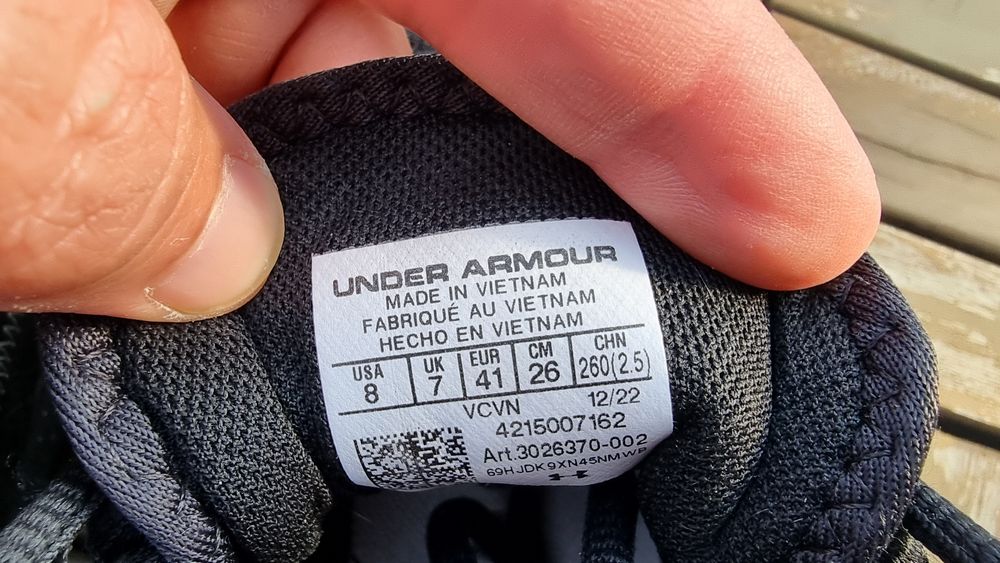 UNDER ARMOUR
MADE IN VIETNAM
FABRIQUÉ AU VIETNAM
HECHO EN VIETNAM
USA UK EUR CM CHN
8 7 41 26 260(2.5)
VCVN 12/22
4215007162
Art.3026370-002